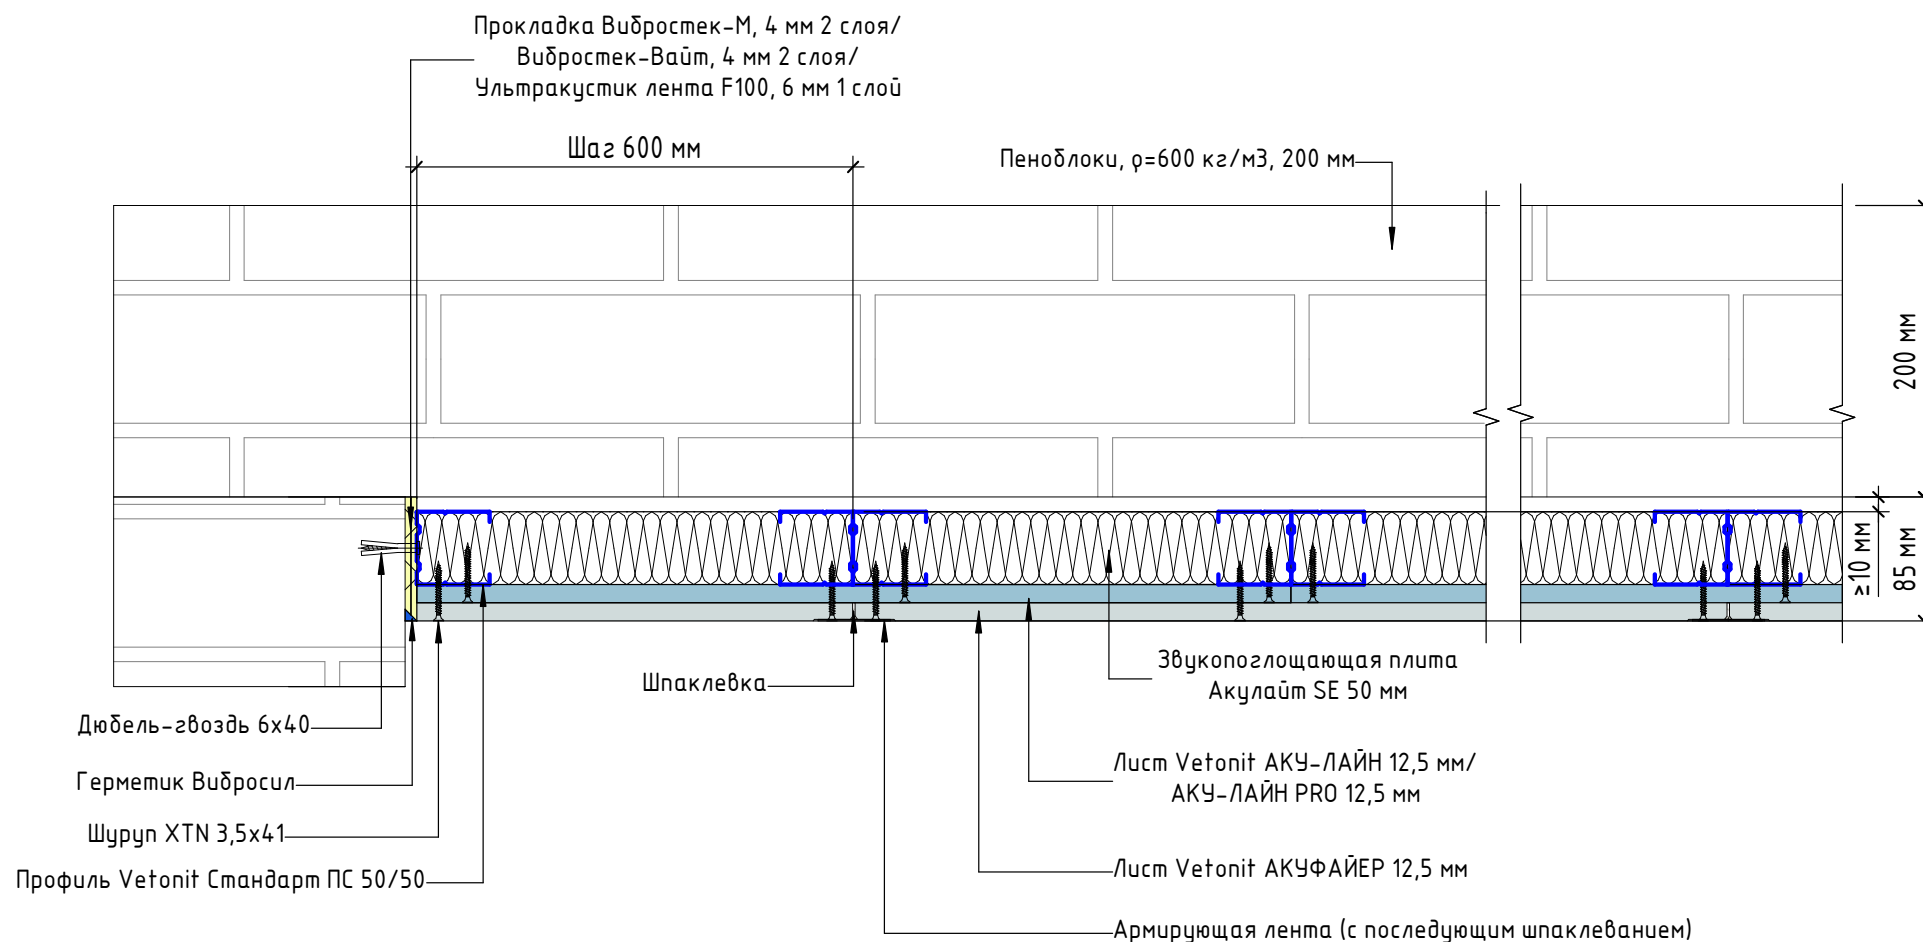 Прокладка Вибростек-М, 4 мм 2 слоя/
Вибростек-Вайт, 4 мм 2 слоя/
Ультракустик лента F100, 6 мм 1 слой
Шаг 600 мм
Пеноблоки, ρ=600 кг/м3, 200 мм
200 мм
≥10 мм
85 мм
Звукопоглощающая плита
Акулайт SE 50 мм
Шпаклевка
Дюбель-гвоздь 6х40
Герметик Вибросил
Лист Vetonit АКУ-ЛАЙН 12,5 мм/
АКУ-ЛАЙН PRO 12,5 мм
Шуруп XTN 3,5х41
Профиль Vetonit Стандарт ПС 50/50
Лист Vetonit АКУФАЙЕР 12,5 мм
Армирующая лента (с последующим шпаклеванием)